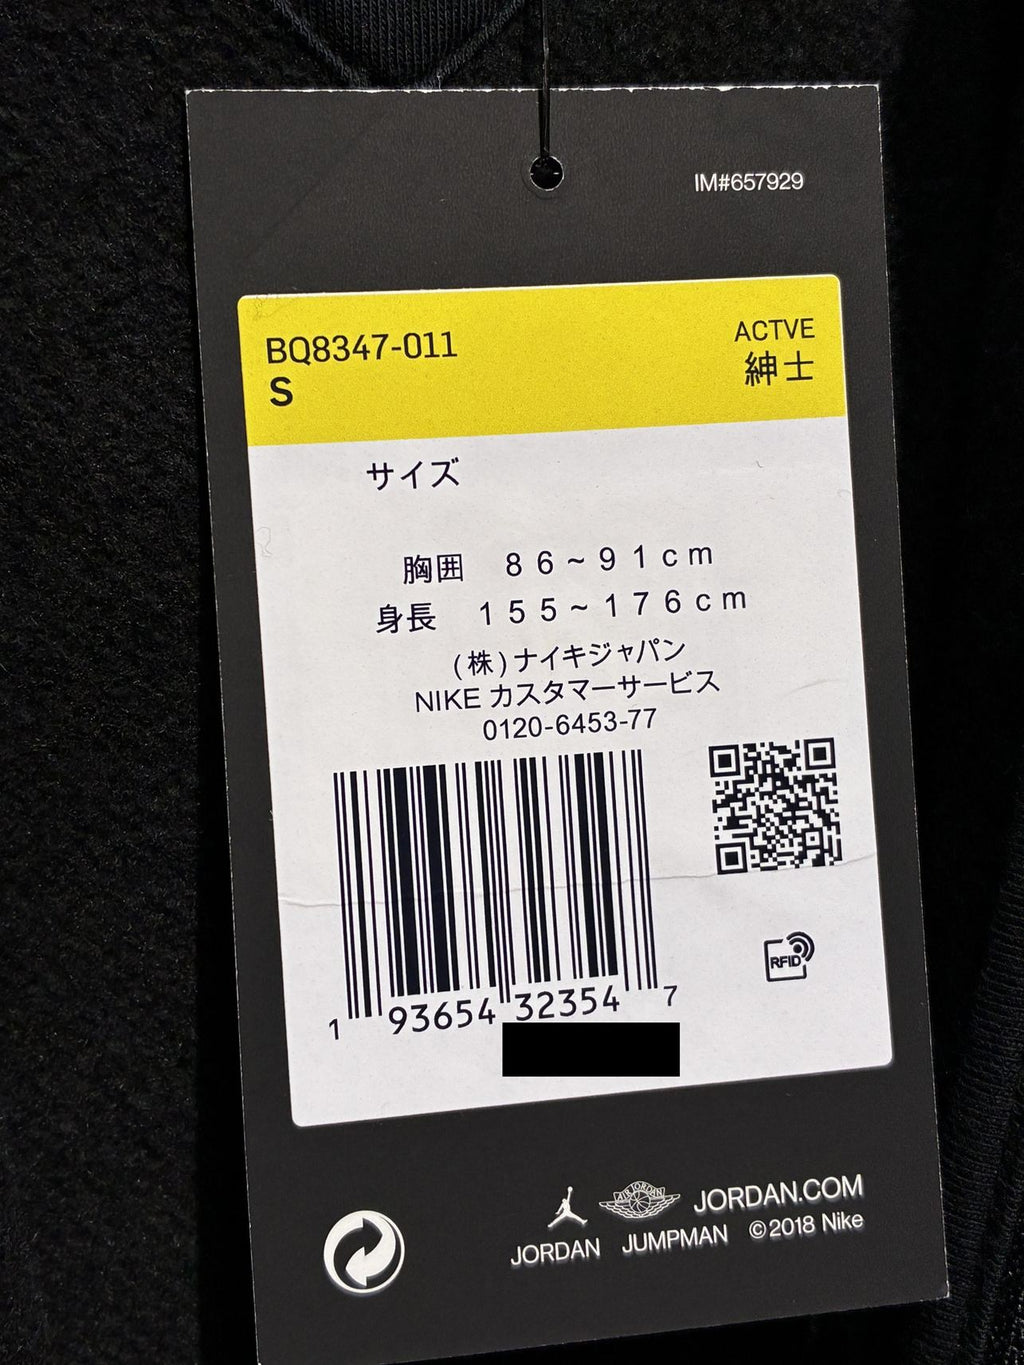 IM#657929
BQ8347-011
S
ACTVE
紳士
サイズ
胸囲 86~91cm
身長 155~176cm
(株)ナイキジャパン
NIKE カスタマーサービス
0120-6453-77
1 93654 32354 7
RFID
AIR JORDAN
JORDAN.COM
JORDAN JUMPMAN ©2018 Nike